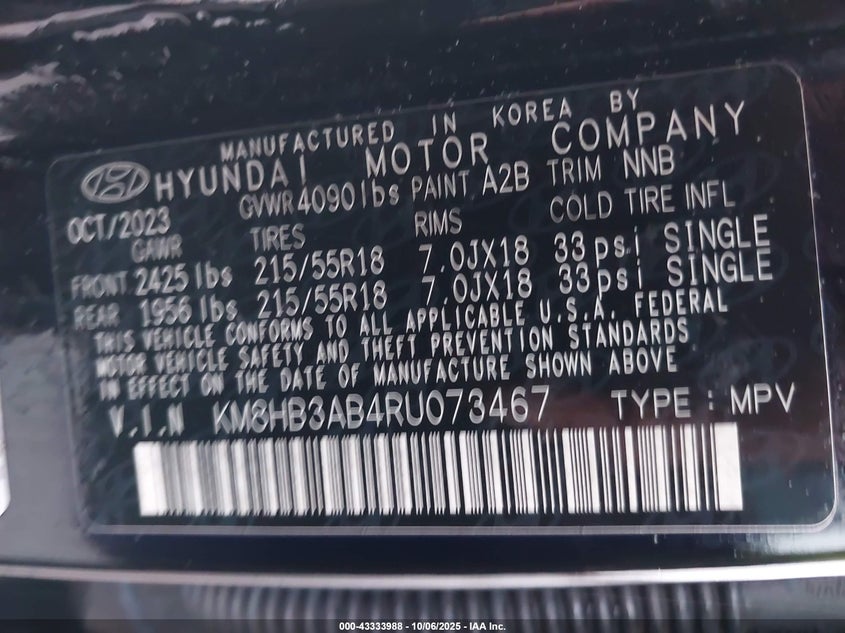 MANUFACTURED IN KOREA BY
HYUNDAI MOTOR COMPANY
OCT/2023 GVWR 4090 lbs PAINT A2B TRIM NNB
GAWR TIRES RIMS COLD TIRE INFL
FRONT 2425 lbs 215/55R18 7.0JX18 33 psi SINGLE
REAR 1956 lbs 215/55R18 7.0JX18 33 psi SINGLE
THIS VEHICLE CONFORMS TO ALL APPLICABLE U.S.A. FEDERAL
MOTOR VEHICLE SAFETY AND THEFT PREVENTION STANDARDS
IN EFFECT ON THE DATE OF MANUFACTURE SHOWN ABOVE
V.I.N KM8HB3AB4RU073467 TYPE : MPV
000-43333988 - 10/06/2025 - IAA Inc.